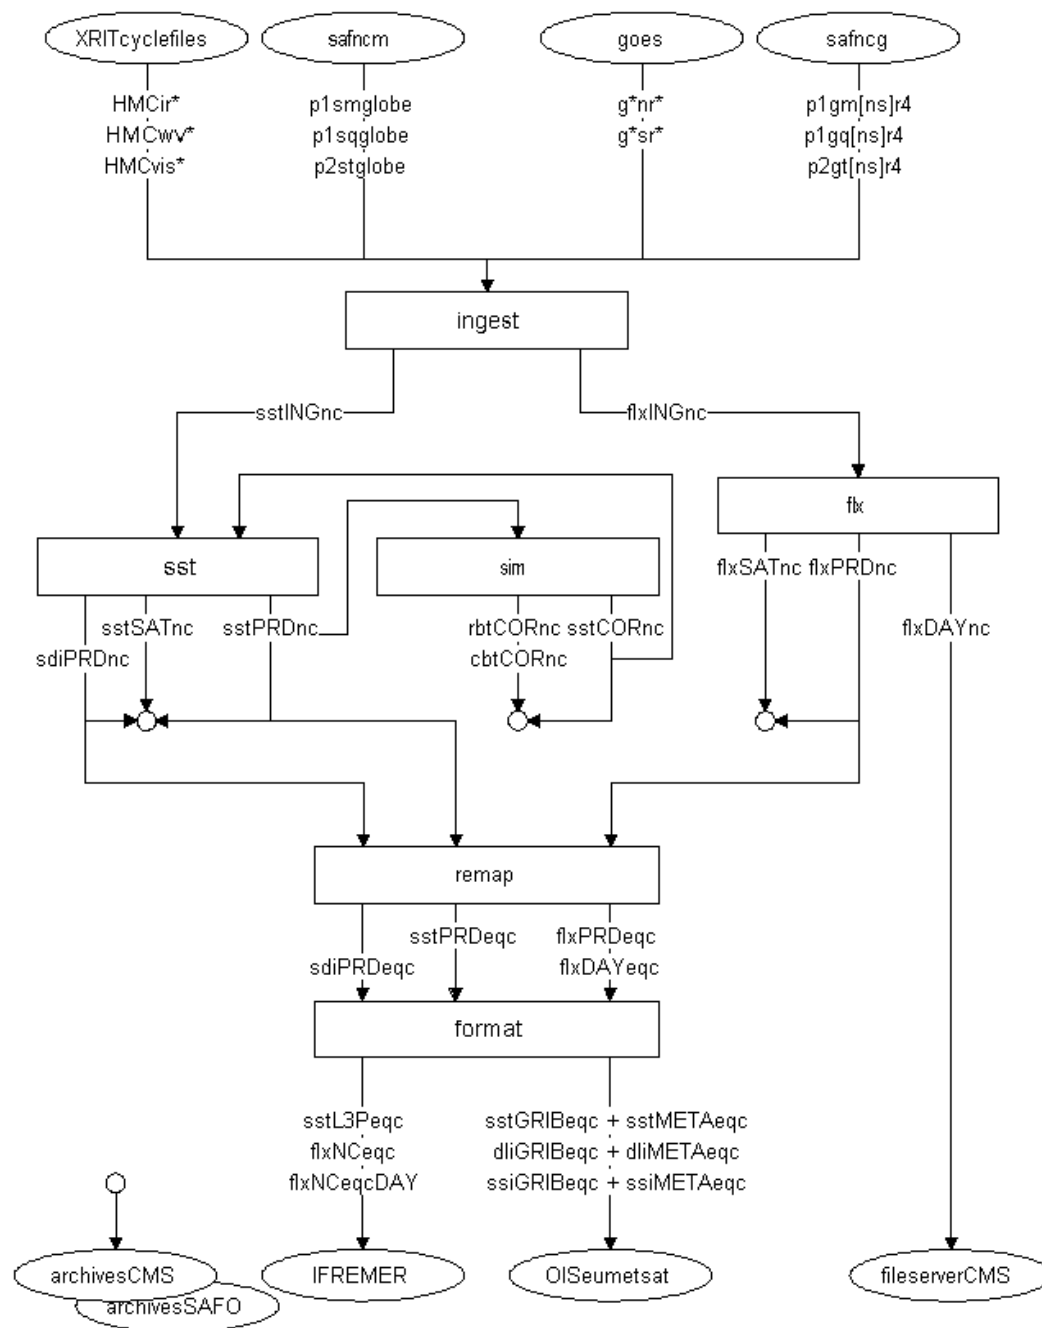 XRITcyclefiles safncm goes safncg
HMCir* p1smglobe g*nr* p1gm[ns]r4
HMCwv* p1sqglobe g*sr* p1gq[ns]r4
HMCvis* p2stglobe p2gt[ns]r4
ingest
sstINGnc flxINGnc
flx
sst sim
flxSATnc flxPRDnc
sstSATnc sstPRDnc rbtCORnc sstCORnc flxDAYnc
sdiPRDnc cbtCORnc
remap
sstPRDeqc flxPRDeqc
sdiPRDeqc flxDAYeqc
format
sstL3Peqc sstGRIBeqc + sstMETAeqc
flxNCeqc dliGRIBeqc + dliMETAeqc
flxNCeqcDAY ssiGRIBeqc + ssiMETAeqc
archivesCMS IFREMER OISeumetsat fileserverCMS
archivesSAFO